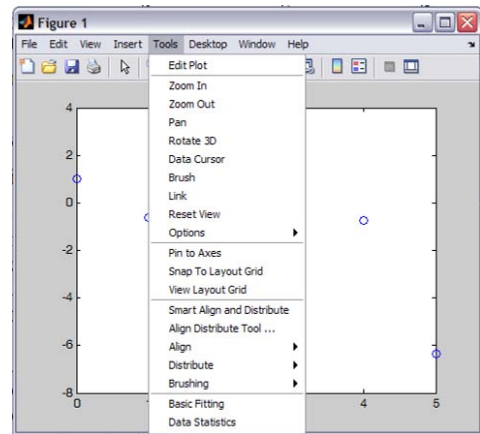 Figure 1
File Edit View Insert Tools Desktop Window Help
Edit Plot
Zoom In
Zoom Out
Pan
Rotate 3D
Data Cursor
Brush
Link
Reset View
Options
Pin to Axes
Snap To Layout Grid
View Layout Grid
Smart Align and Distribute
Align Distribute Tool ...
Align
Distribute
Brushing
Basic Fitting
Data Statistics
4
2
0
-2
-4
-6
-8
0 4 5